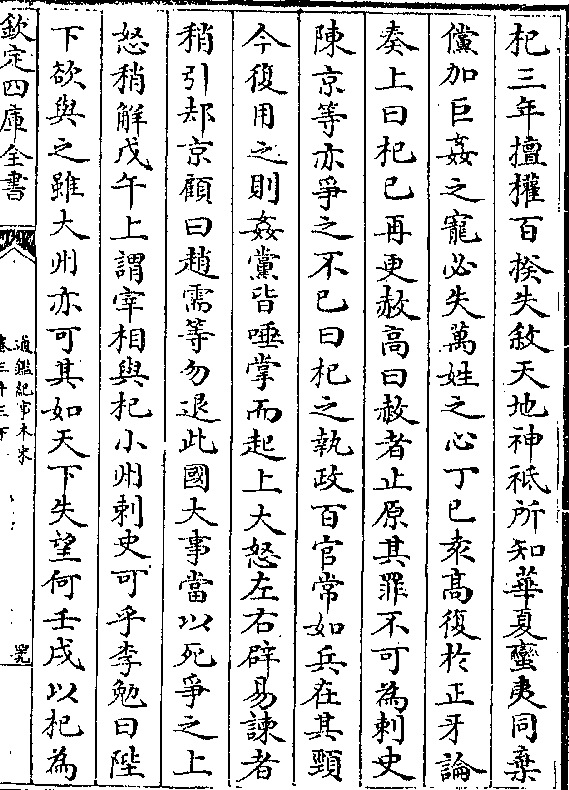 杞三年擅權百揆失敘天地神祇所知華夏蠻夷同棄
儻加巨姦之寵必失萬姓之心丁巳袁髙復於正牙論
奏上曰杞已再更赦高曰赦者止原其罪不可為刺史
陳京等亦爭之不已曰杞之執政百官常如兵在其頸
今復用之則姦黨皆唾掌而起上大怒左右辟易諫者
稍引却京顧曰趙需等勿退此國大事當以死爭之上
怒稍解戊午上謂宰相與杞小州刺史可乎李勉曰陛
下欲與之雖大州亦可其如天下失望何壬戌以杞為
欽定四庫全書
通鑑紀事本末
卷三十三下